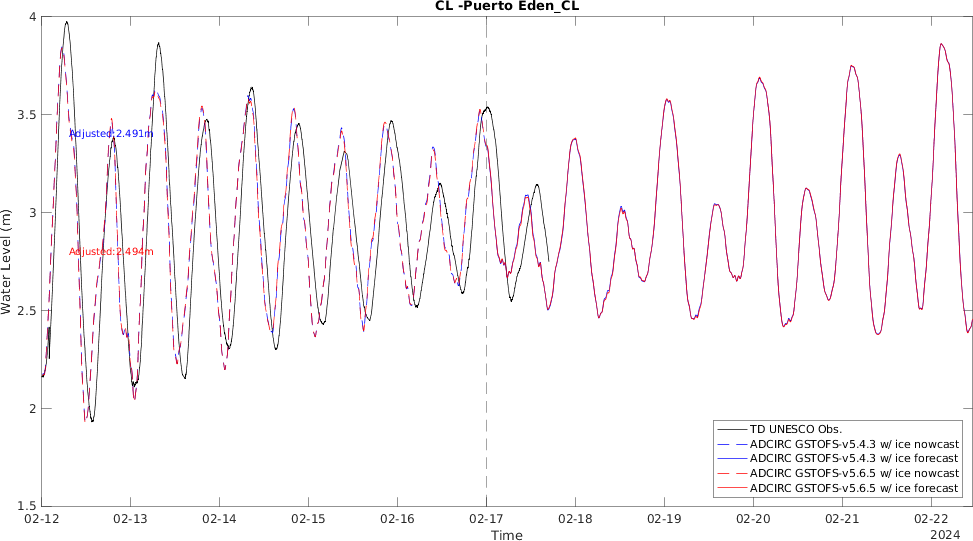 CL -Puerto Eden_CL
4
3.5
3
2.5
2
1.5
Water Level (m)
Adjusted:2.491m
Adjusted:2.494m
TD UNESCO Obs.
ADCIRC GSTOFS-v5.4.3 w/ ice nowcast
ADCIRC GSTOFS-v5.4.3 w/ ice forecast
ADCIRC GSTOFS-v5.6.5 w/ ice nowcast
ADCIRC GSTOFS-v5.6.5 w/ ice forecast
02-12 02-13 02-14 02-15 02-16 02-17 02-18 02-19 02-20 02-21 02-22
Time
2024